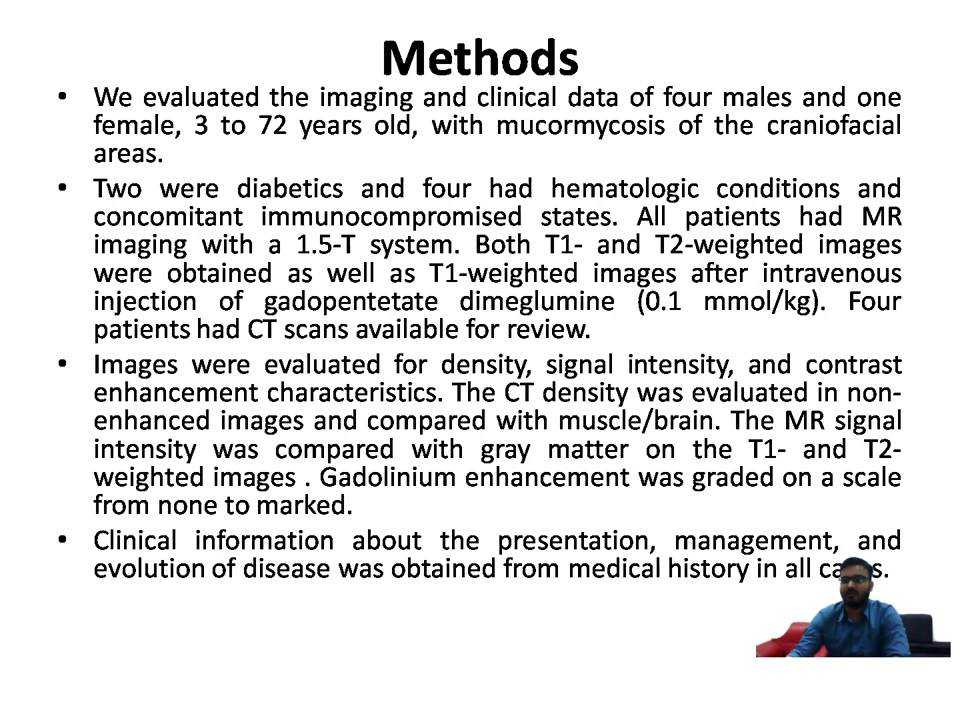 Methods
• We evaluated the imaging and clinical data of four males and one
female, 3 to 72 years old, with mucormycosis of the craniofacial
areas.
• Two were diabetics and four had hematologic conditions and
concomitant immunocompromised states. All patients had MR
imaging with a 1.5-T system. Both T1- and T2-weighted images
were obtained as well as T1-weighted images after intravenous
injection of gadopentetate dimeglumine (0.1 mmol/kg). Four
patients had CT scans available for review.
• Images were evaluated for density, signal intensity, and contrast
enhancement characteristics. The CT density was evaluated in non-
enhanced images and compared with muscle/brain. The MR signal
intensity was compared with gray matter on the T1- and T2-
weighted images . Gadolinium enhancement was graded on a scale
from none to marked.
• Clinical information about the presentation, management, and
evolution of disease was obtained from medical history in all